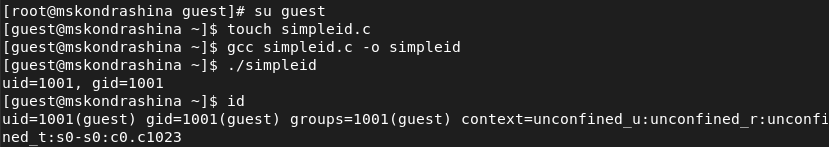 [root@mskondrashina guest]# su guest
[guest@mskondrashina ~]$ touch simpleid.c
[guest@mskondrashina ~]$ gcc simpleid.c -o simpleid
[guest@mskondrashina ~]$ ./simpleid
uid=1001, gid=1001
[guest@mskondrashina ~]$ id
uid=1001(guest) gid=1001(guest) groups=1001(guest) context=unconfined_u:unconfined_r:unconfi
ned_t:s0-s0:c0.c1023